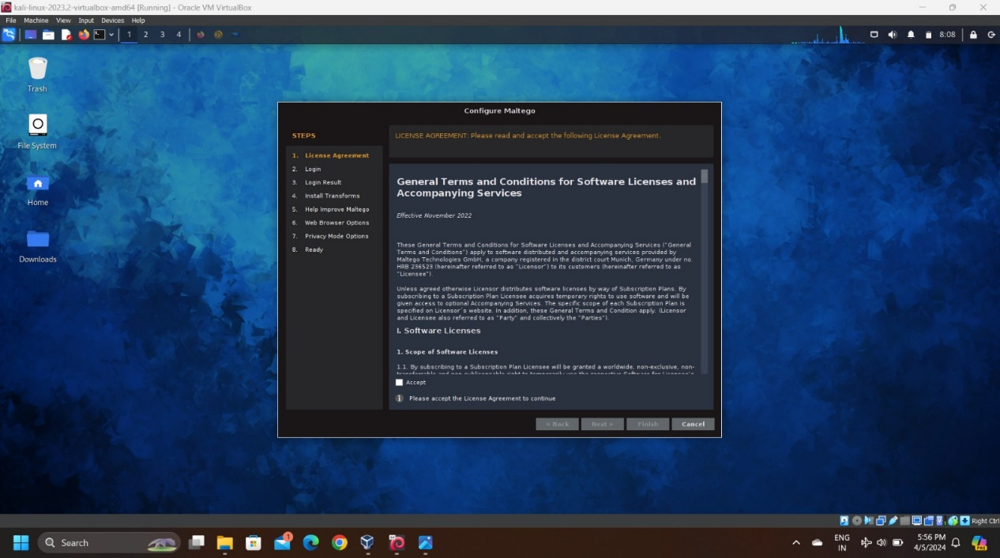 kali-linux-2023.2-virtualbox-amd64 [Running] - Oracle VM VirtualBox
File Machine View Input Devices Help
1 2 3 4
8:08
Trash
File System
Home
Downloads
Configure Maltego
STEPS
1. License Agreement
2. Login
3. Login Result
4. Install Transforms
5. Help Improve Maltego
6. Web Browser Options
7. Privacy Mode Options
8. Ready
LICENSE AGREEMENT: Please read and accept the following License Agreement.
General Terms and Conditions for Software Licenses and
Accompanying Services
Effective November 2022
These General Terms and Conditions for Software Licenses and Accompanying Services ("General
Terms and Conditions") apply to software distributed and accompanying services provided by
Maltego Technologies GmbH, a company registered in the district court Munich, Germany under no.
HRB 236523 (hereinafter referred to as "Licensor") to its customers (hereinafter referred to as
"Licensee").
Unless agreed otherwise Licensor distributes software licenses by way of Subscription Plans. By
subscribing to a Subscription Plan Licensee acquires temporary rights to use software and will be
given access to optional Accompanying Services. The specific scope of each Subscription Plan is
specified on Licensor´s website. In addition, these General Terms and Condition apply. (Licensor
and Licensee also referred to as "Party" and collectively the "Parties").
I. Software Licenses
1. Scope of Software Licenses
1.1. By subscribing to a Subscription Plan Licensee will be granted a worldwide, non-exclusive, non-
Accept
Please accept the License Agreement to continue
< Back Next > Finish Cancel
Right Ctrl
Search
1
ENG
IN
5:56 PM
4/5/2024
PRE